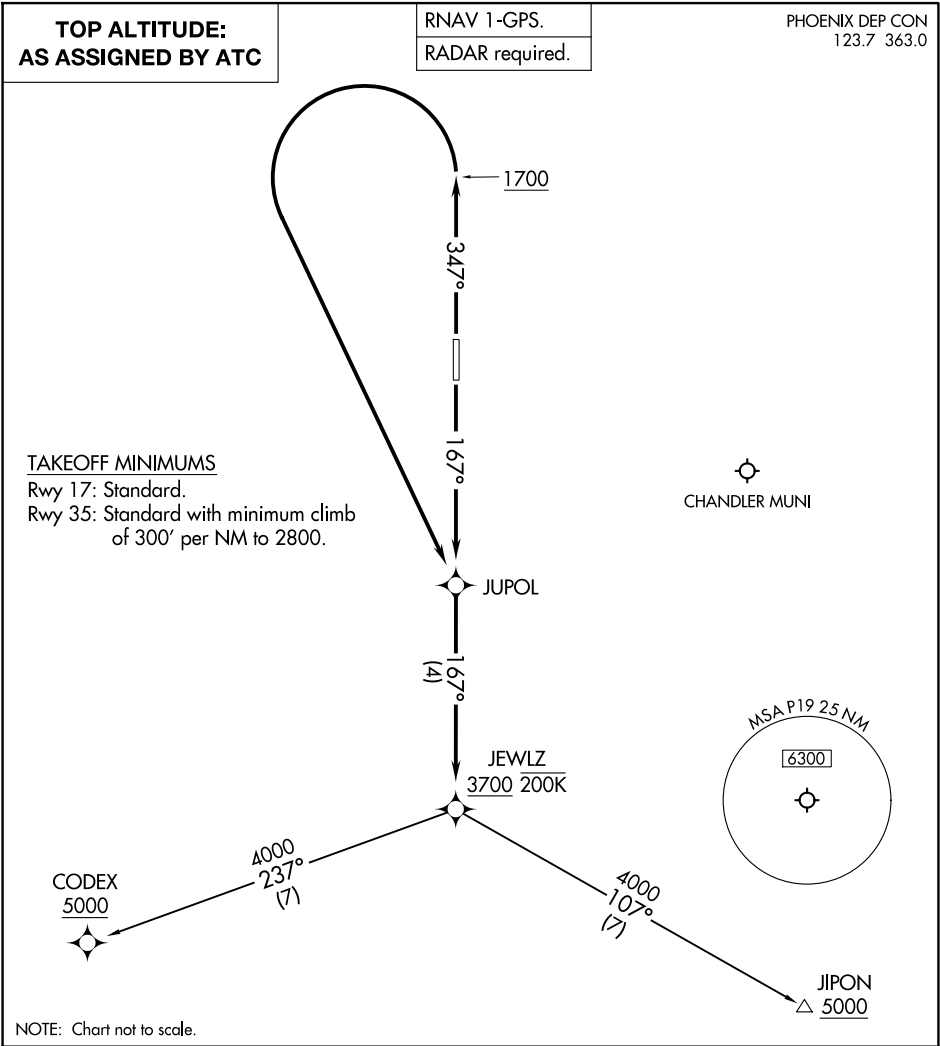 TOP ALTITUDE:
AS ASSIGNED BY ATC
RNAV 1-GPS.
RADAR required.
PHOENIX DEP CON
123.7 363.0
1700
347°
167°
TAKEOFF MINIMUMS
Rwy 17: Standard.
Rwy 35: Standard with minimum climb
of 300' per NM to 2800.
CHANDLER MUNI
JUPOL
167°
(4)
MSA P19 25 NM
6300
JEWLZ
3700 200K
4000
237°
(7)
4000
107°
(7)
CODEX
5000
JIPON
5000
NOTE: Chart not to scale.